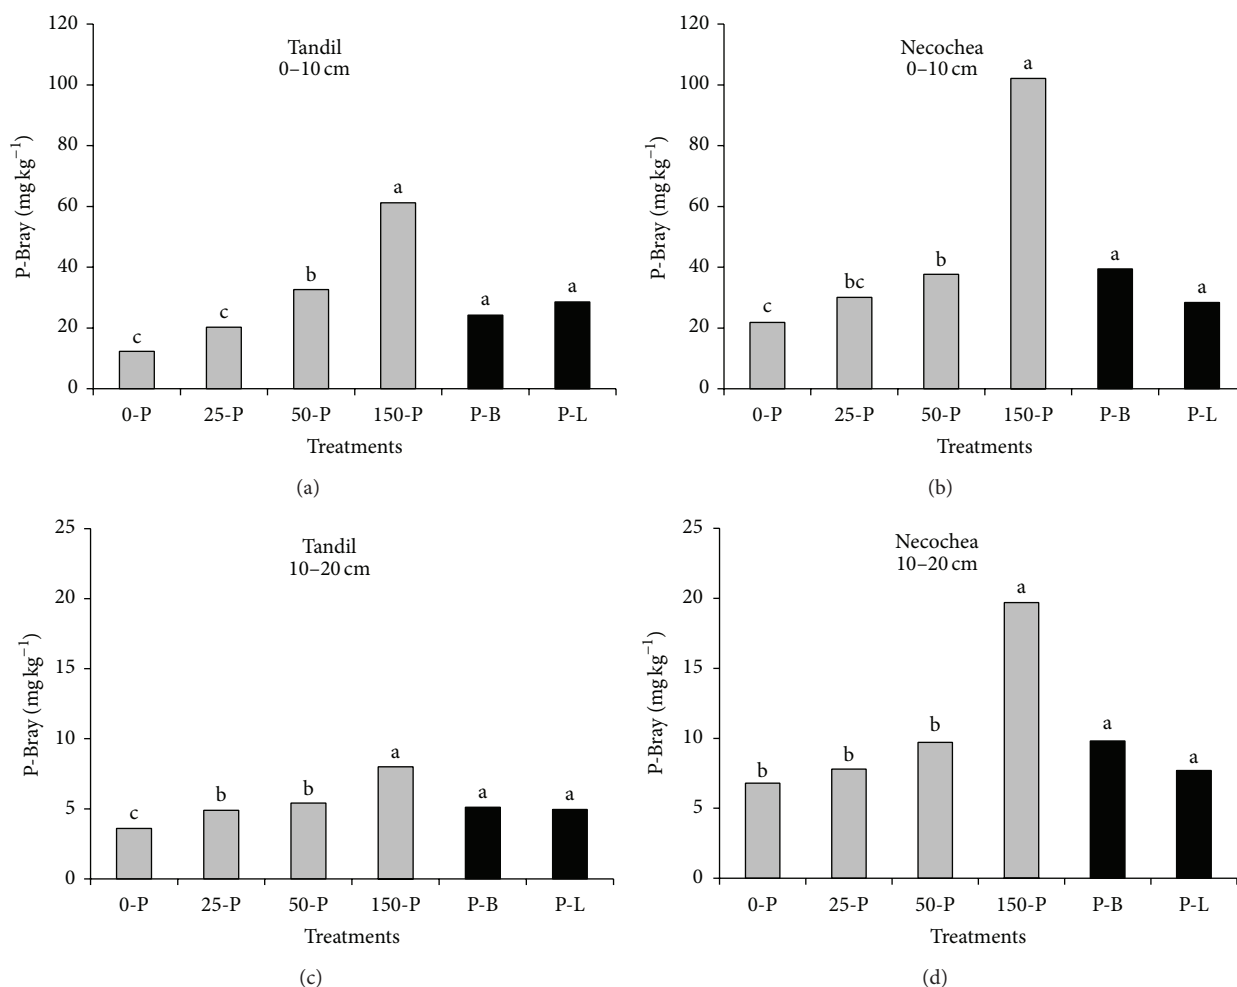 Tandil
0–10 cm
P-Bray (mg kg⁻¹)
120
100
80
60
40
20
0
c
c
b
a
a
a
0-P 25-P 50-P 150-P P-B P-L
Treatments
(a)
Necochea
0–10 cm
P-Bray (mg kg⁻¹)
120
100
80
60
40
20
0
c
bc
b
a
a
a
0-P 25-P 50-P 150-P P-B P-L
Treatments
(b)
Tandil
10–20 cm
P-Bray (mg kg⁻¹)
25
20
15
10
5
0
c
b
b
a
a
a
0-P 25-P 50-P 150-P P-B P-L
Treatments
(c)
Necochea
10–20 cm
P-Bray (mg kg⁻¹)
25
20
15
10
5
0
b
b
b
a
a
a
0-P 25-P 50-P 150-P P-B P-L
Treatments
(d)